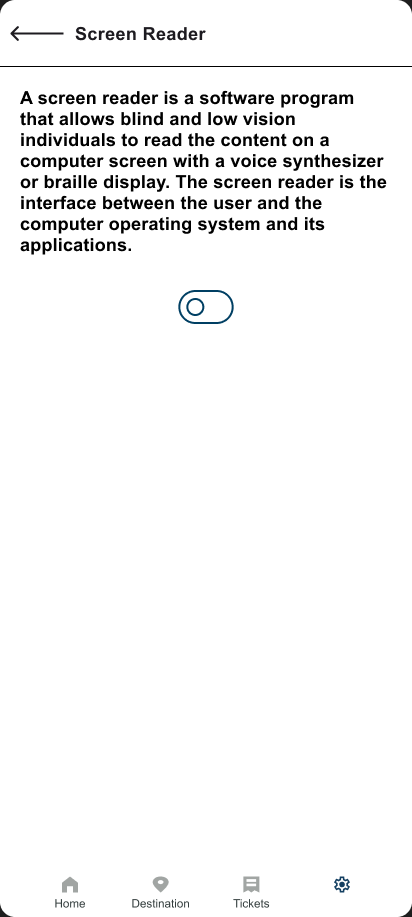 Screen Reader
A screen reader is a software program
that allows blind and low vision
individuals to read the content on a
computer screen with a voice synthesizer
or braille display. The screen reader is the
interface between the user and the
computer operating system and its
applications.
Home
Destination
Tickets